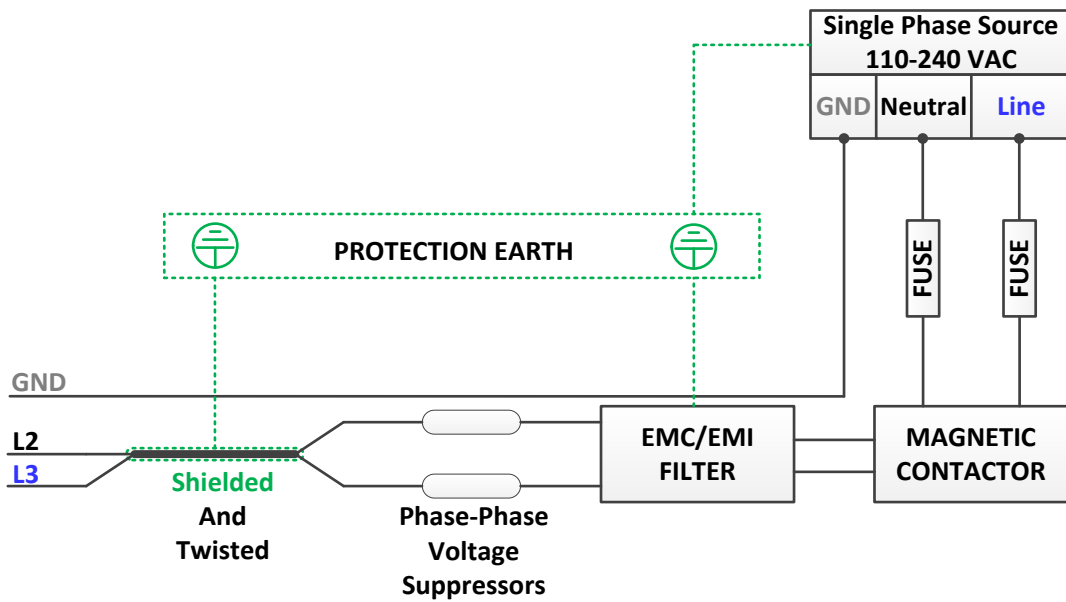 Single Phase Source
110-240 VAC
GND
Neutral
Line
PROTECTION EARTH
FUSE
FUSE
GND
L2
L3
Shielded
And
Twisted
Phase-Phase
Voltage
Suppressors
EMC/EMI
FILTER
MAGNETIC
CONTACTOR